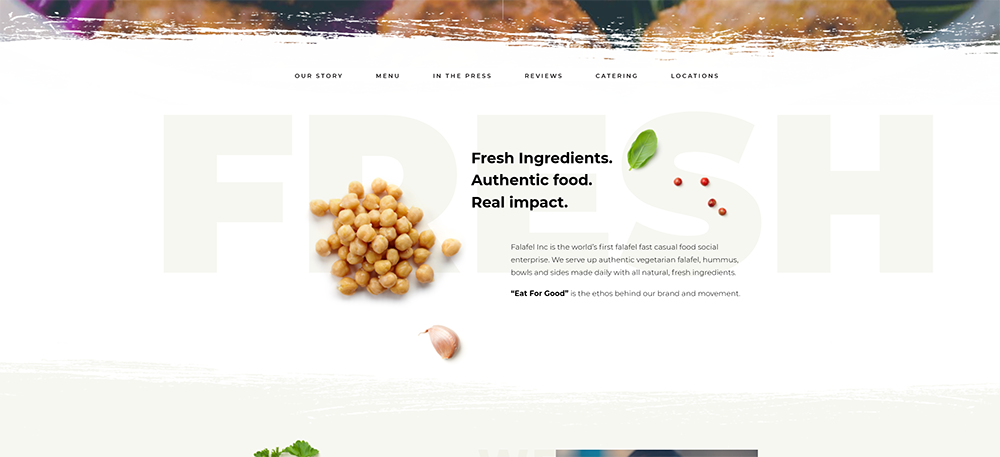 OUR STORY MENU IN THE PRESS REVIEWS CATERING LOCATIONS
FRESH
Fresh Ingredients.
Authentic food.
Real impact.
Falafel Inc is the world’s first falafel fast casual food social
enterprise. We serve up authentic vegetarian falafel, hummus,
bowls and sides made daily with all natural, fresh ingredients.
“Eat For Good” is the ethos behind our brand and movement.